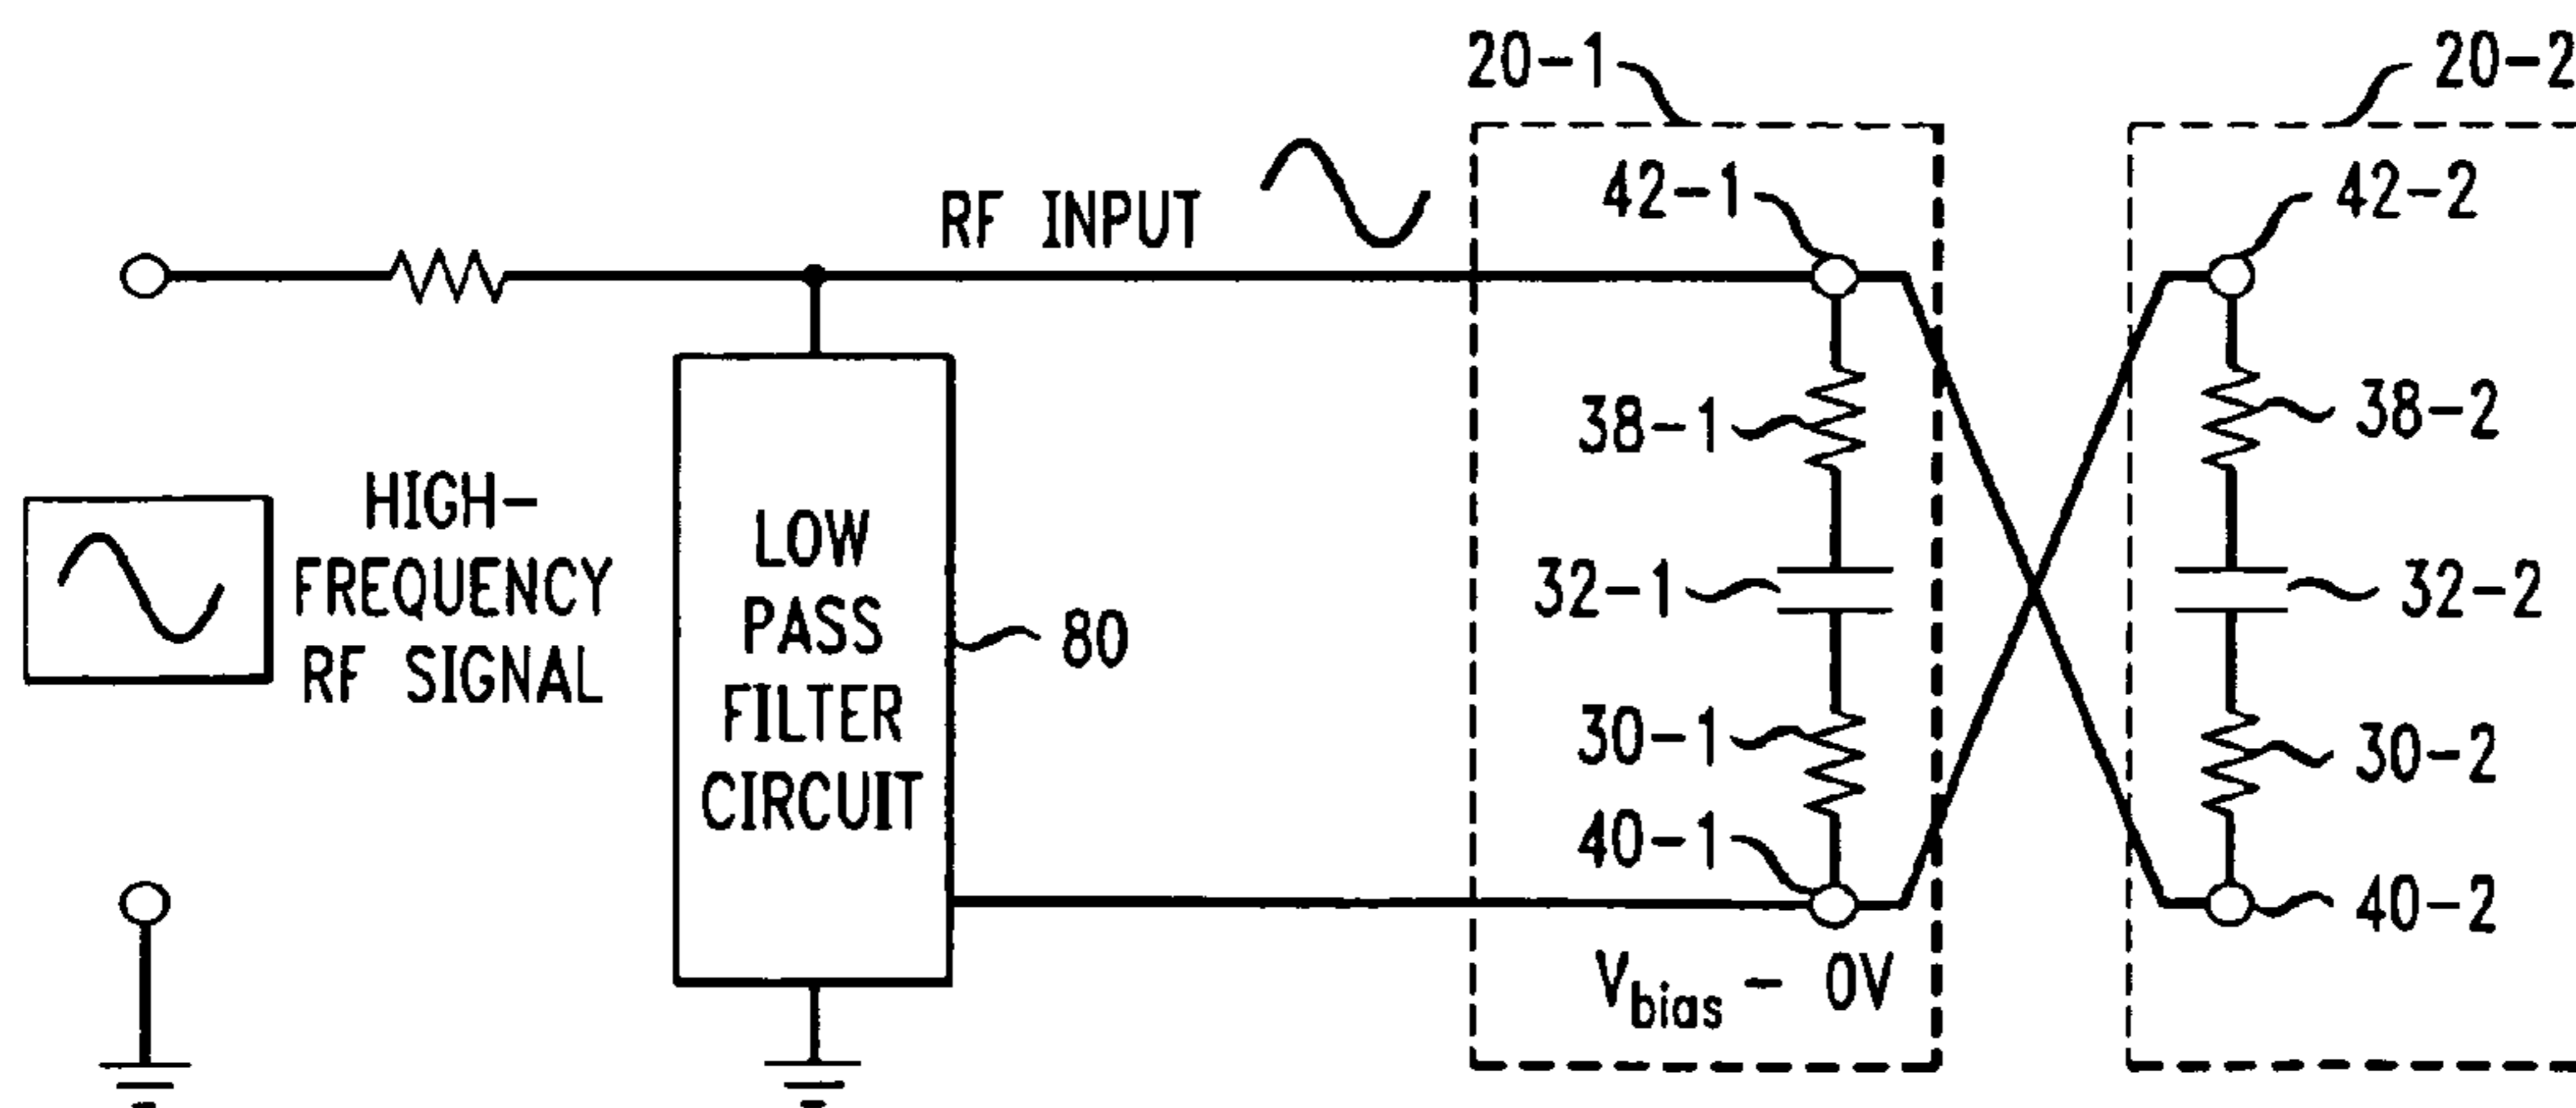 20-1
20-2
42-1
42-2
RF INPUT
38-1
38-2
HIGH-
FREQUENCY
RF SIGNAL
LOW
PASS
FILTER
CIRCUIT
80
32-1
32-2
30-1
30-2
40-1
40-2
Vbias - 0V